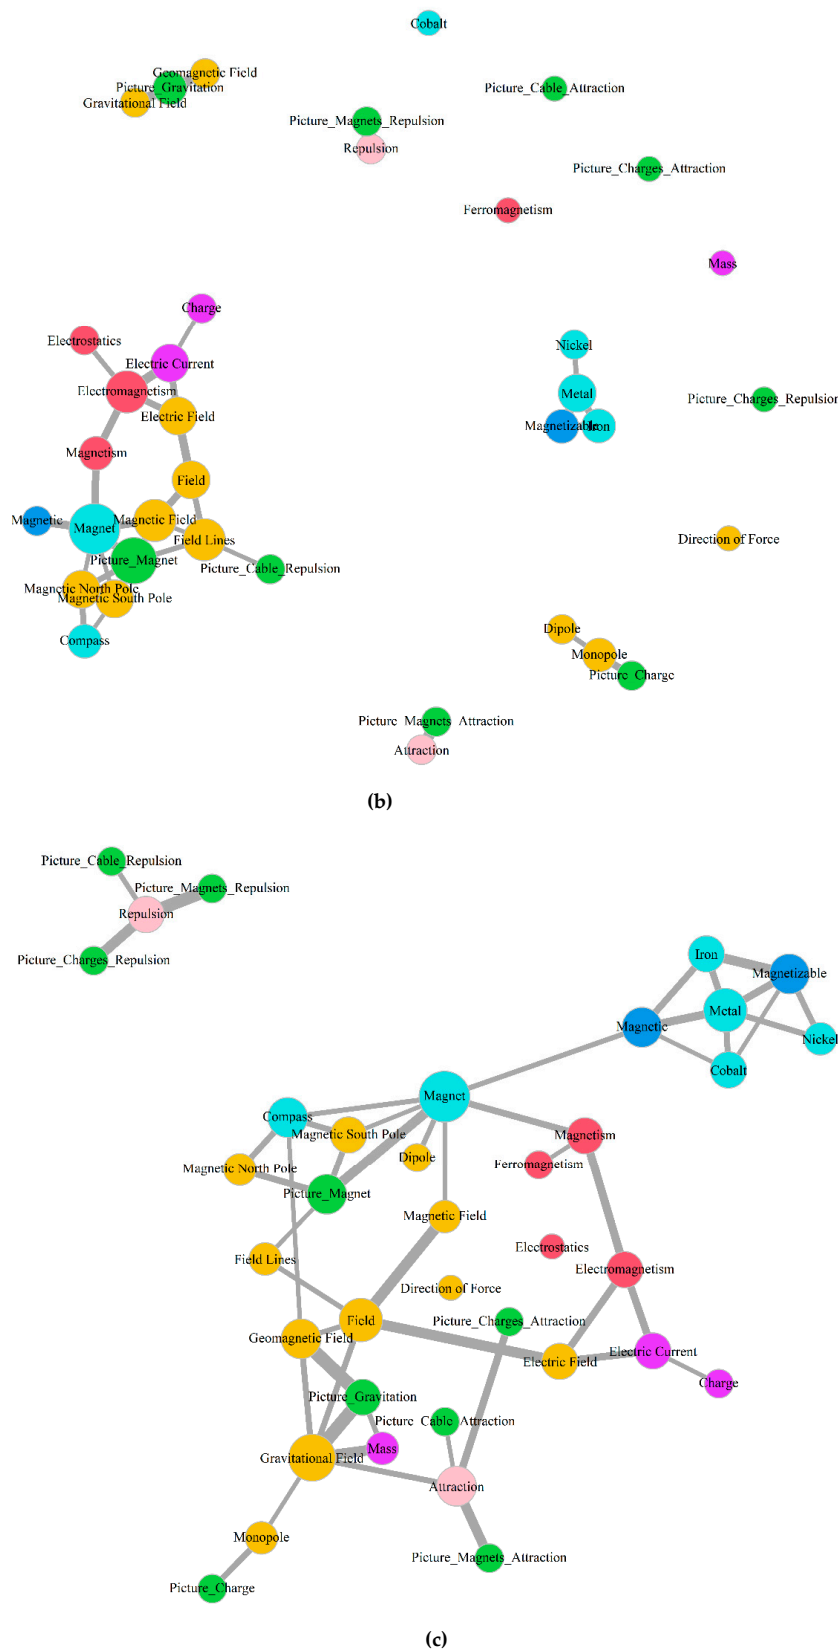 Cobalt
Geomagnetic Field
Picture_Gravitation
Gravitational Field
Picture_Cable_Attraction
Picture_Magnets_Repulsion
Repulsion
Picture_Charges_Attraction
Ferromagnetism
Mass
Charge
Electrostatics
Electric Current
Nickel
Electromagnetism
Metal
Picture_Charges_Repulsion
Electric Field
Magnetizable
Iron
Magnetism
Field
Magnetic
Magnet
Magnetic Field
Field Lines
Direction of Force
Picture_Magnet
Picture_Cable_Repulsion
Magnetic North Pole
Magnetic South Pole
Compass
Dipole
Monopole
Picture_Charge
Picture_Magnets_Attraction
Attraction
(b)
Picture_Cable_Repulsion
Picture_Magnets_Repulsion
Repulsion
Picture_Charges_Repulsion
Iron
Magnetizable
Metal
Magnetic
Nickel
Cobalt
Magnet
Compass
Magnetic South Pole
Magnetism
Dipole
Ferromagnetism
Magnetic North Pole
Picture_Magnet
Magnetic Field
Electrostatics
Field Lines
Electromagnetism
Direction of Force
Field
Picture_Charges_Attraction
Geomagnetic Field
Electric Current
Electric Field
Charge
Picture_Gravitation
Picture_Cable_Attraction
Mass
Gravitational Field
Attraction
Monopole
Picture_Magnets_Attraction
Picture_Charge
(c)